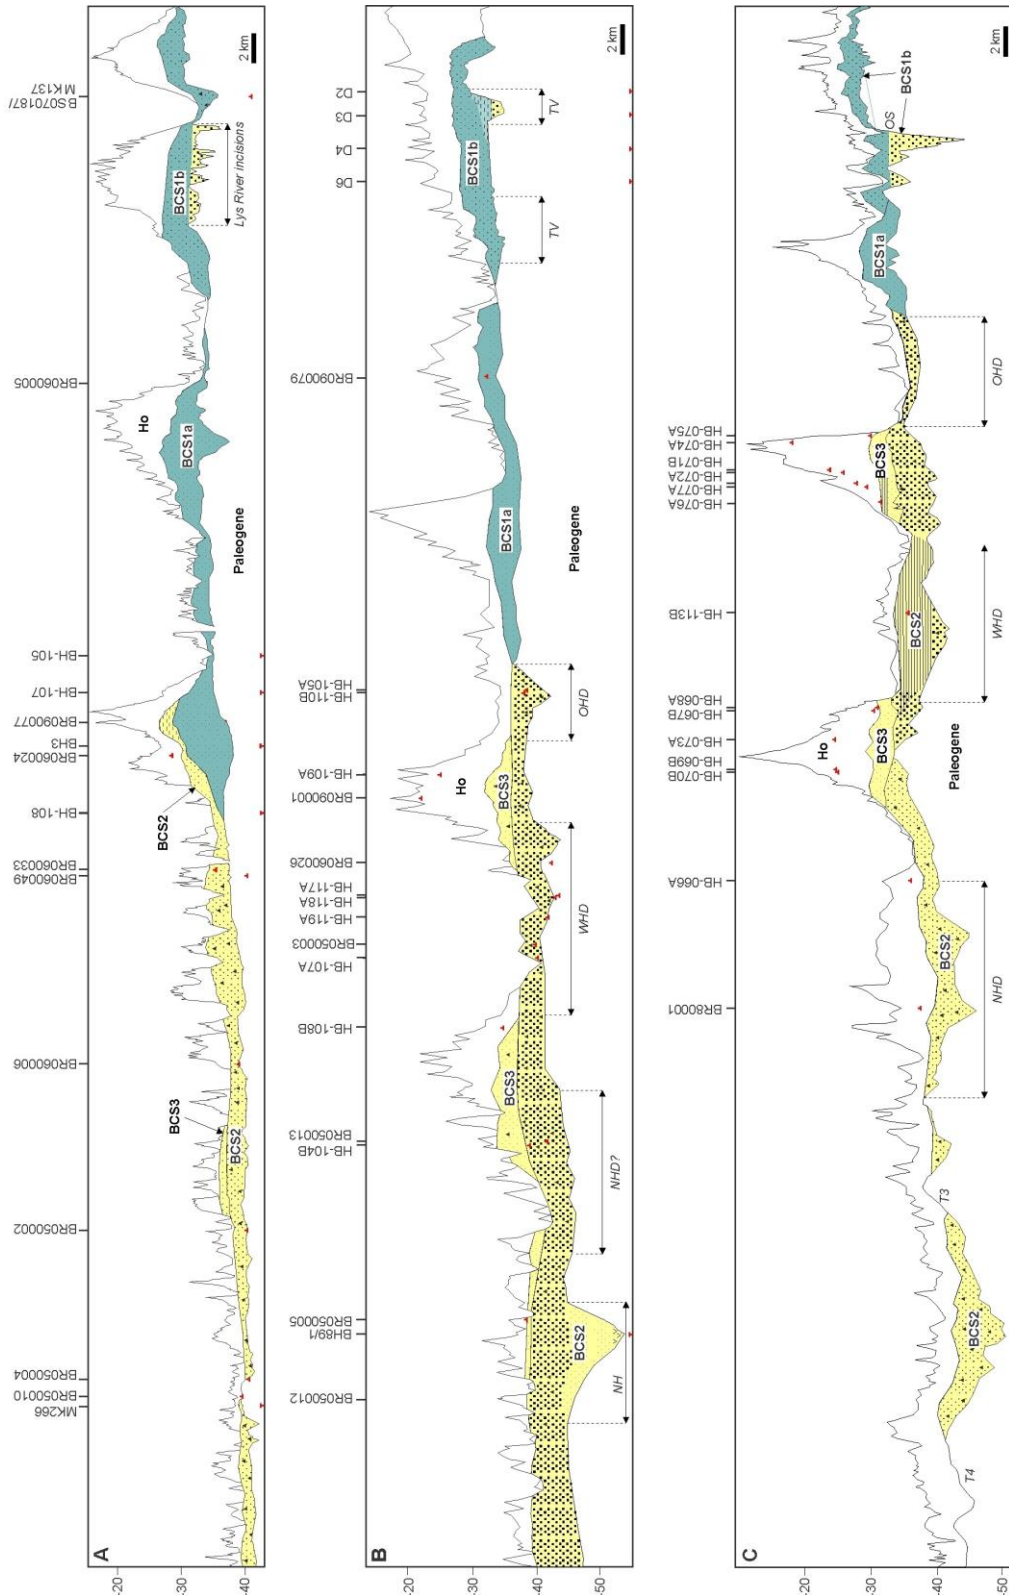 A
MK266
BR050010
BR050004
BR050002
BR060006
BR060049
BR060033
BH-108
BR060024
BH3
BR090077
BH-107
BH-105
BR060005
BS070187/
MK137
-20
-30
-40
BCS3
BCS2
BCS2
Ho
BCS1a
BCS1b
Paleogene
Lys River incisions
2 km
B
BR050012
BH89/1
BR050005
HB-104B
BR050013
HB-108B
HB-107A
BR050003
HB-119A
HB-118A
HB-117A
BR060026
BR090001
HB-109A
HB-110B
HB-105A
BR090079
D6
D4
D3
D2
-20
-30
-40
-50
BCS2
BCS3
Ho
BCS3
BCS1a
BCS1b
Paleogene
NH
NHD?
WHD
OHD
TV
TV
2 km
C
BR80001
HB-066A
HB-070B
HB-069B
HB-073A
HB-067B
HB-068A
HB-113B
HB-076A
HB-077A
HB-072A
HB-071B
HB-074A
HB-075A
-20
-30
-40
-50
T4
BCS2
T3
BCS2
Ho
BCS3
BCS2
BCS3
BCS1a
OS
BCS1b
Paleogene
NHD
WHD
OHD
2 km